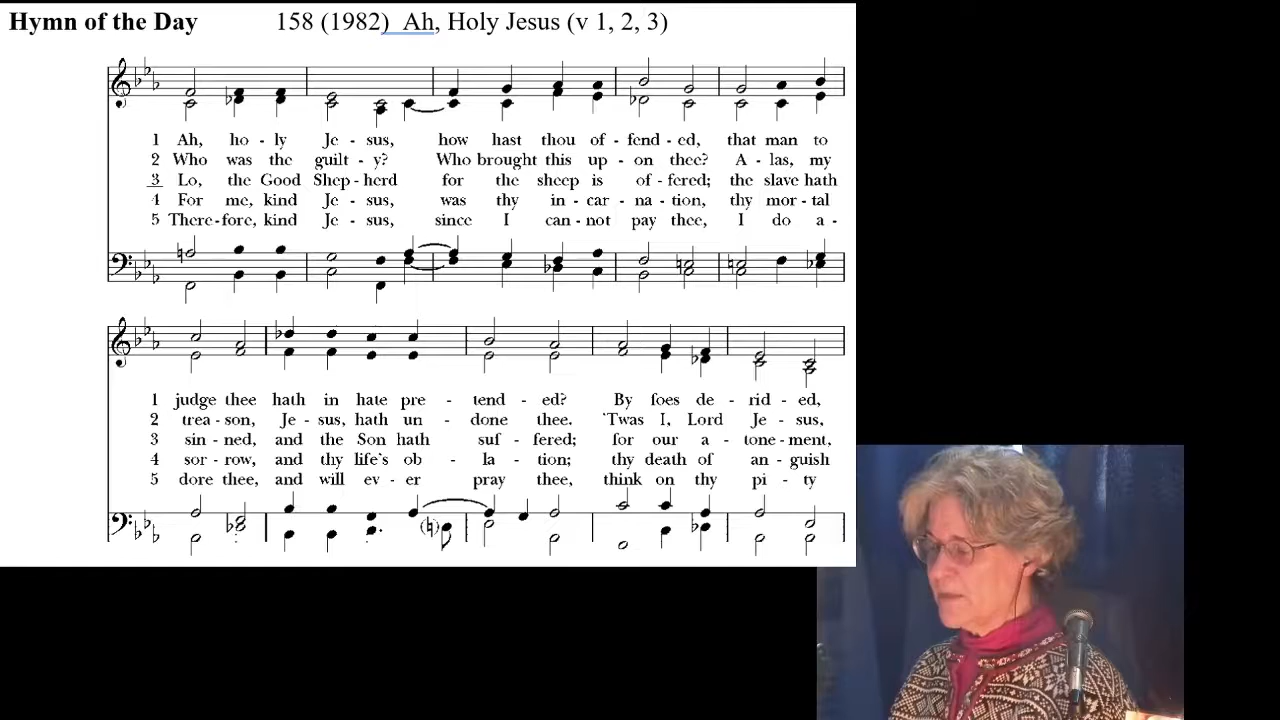 Hymn of the Day 158 (1982) Ah, Holy Jesus (v 1, 2, 3)
1 Ah, ho - ly Je - sus, how hast thou of - fend - ed, that man to
2 Who was the guilt - y? Who brought this up - on thee? A - las, my
3 Lo, the Good Shep - herd for the sheep is of - fered; the slave hath
4 For me, kind Je - sus, was thy in - car - na - tion, thy mor - tal
5 There - fore, kind Je - sus, since I can - not pay thee, I do a -
1 judge thee hath in hate pre - tend - ed? By foes de - rid - ed,
2 trea - son, Je - sus, hath un - done thee. 'Twas I, Lord Je - sus,
3 sin - ned, and the Son hath suf - fered; for our a - tone - ment,
4 sor - row, and thy life's ob - la - tion; thy death of an - guish
5 dore thee, and will ev - er pray thee, think on thy pi - ty